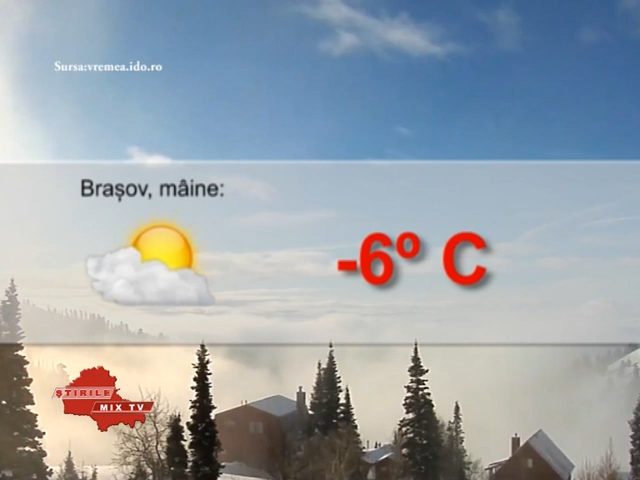 Sursa:vremea.ido.ro
Brașov, mâine:
-6º C
ȘTIRILE
MIX TV